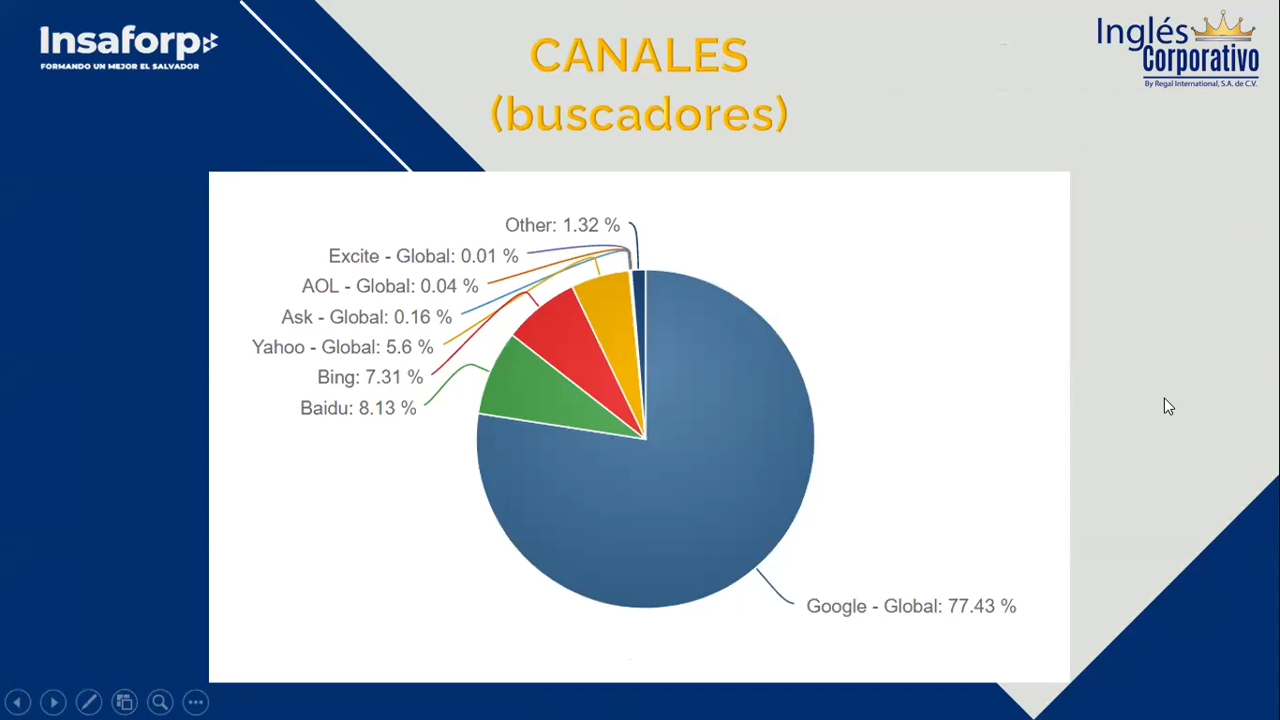 Insaforp
FORMANDO UN MEJOR EL SALVADOR
CANALES
(buscadores)
Inglés
Corporativo
By Regal International, S.A. de C.V.
Other: 1.32 %
Excite - Global: 0.01 %
AOL - Global: 0.04 %
Ask - Global: 0.16 %
Yahoo - Global: 5.6 %
Bing: 7.31 %
Baidu: 8.13 %
Google - Global: 77.43 %